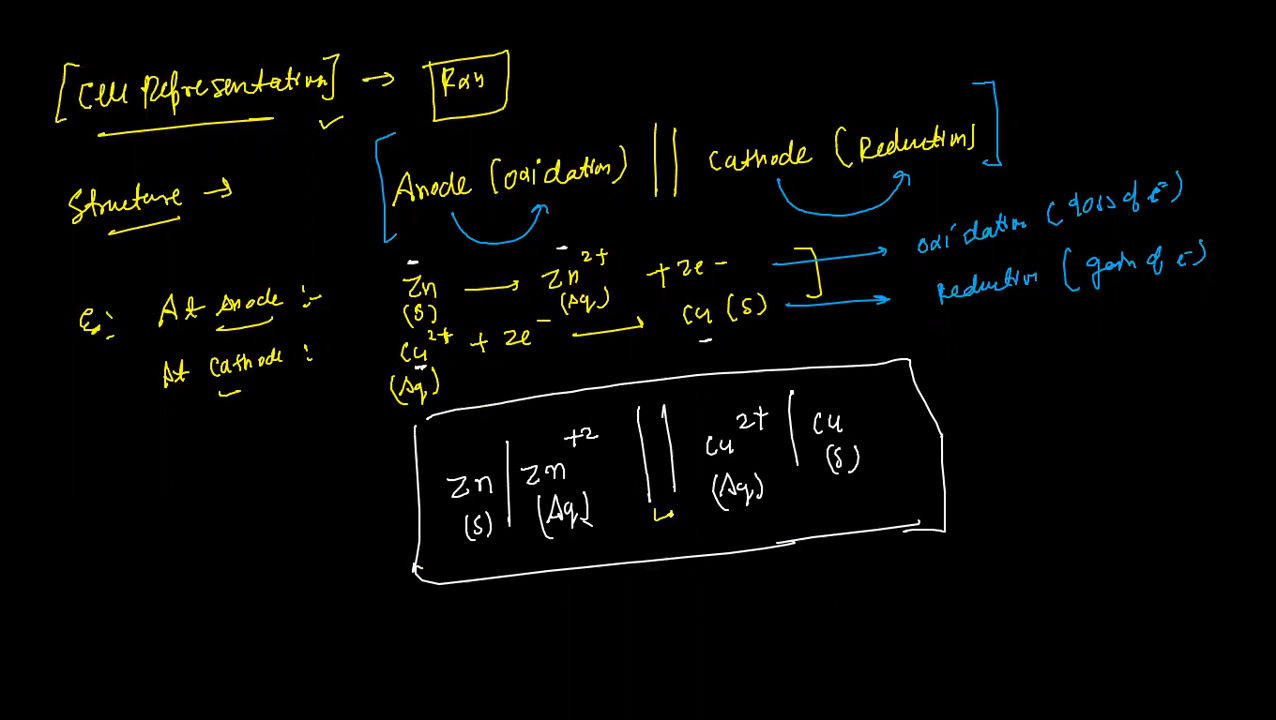 [Cell Representation] → Ray
Structure → [Anode (oxidation) || Cathode (Reduction)]
Eg: At Anode :- Zn (s) → Zn²⁺ (Aq) + 2e⁻ → oxidation (loss of e⁻)
At Cathode : Cu²⁺ (Aq) + 2e⁻ → Cu (s) → Reduction (gain of e⁻)
Zn (s) | Zn⁺² (Aq) || Cu²⁺ (Aq) | Cu (s)